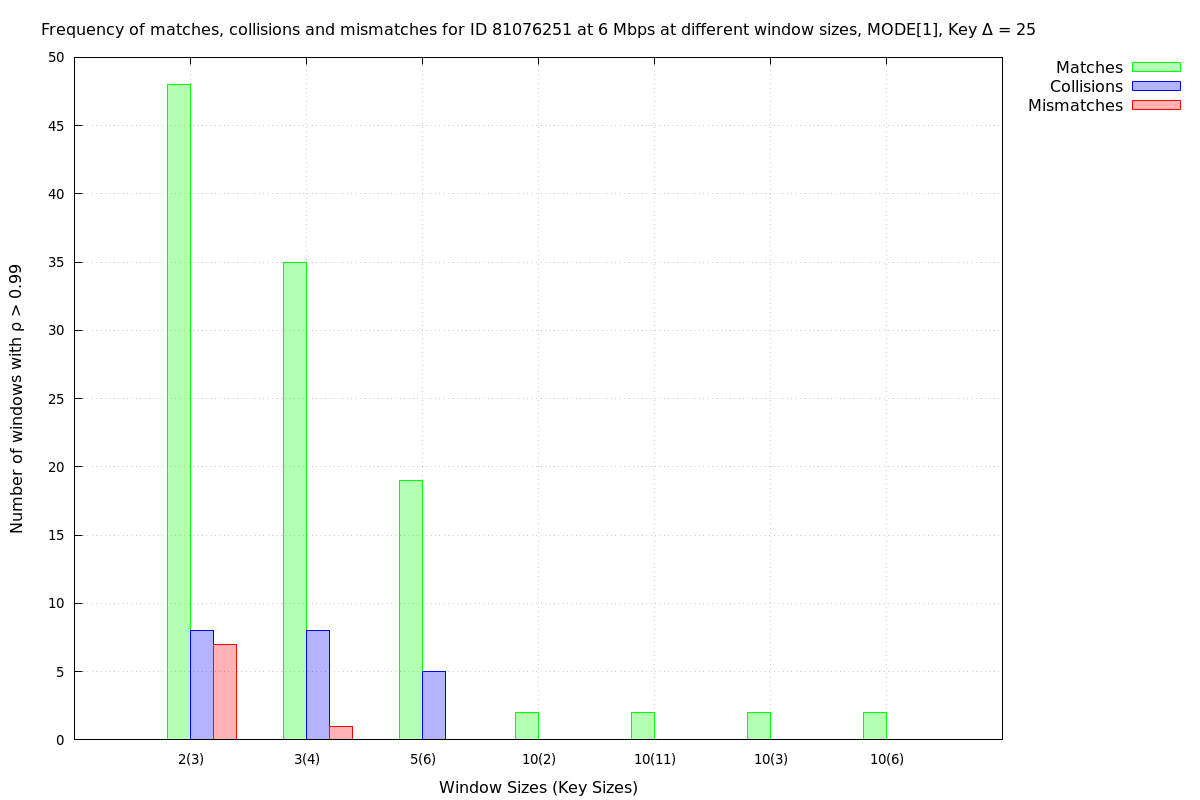 Frequency of matches, collisions and mismatches for ID 81076251 at 6 Mbps at different window sizes, MODE[1], Key Δ = 25
Matches
Collisions
Mismatches
Number of windows with ρ > 0.99
50
45
40
35
30
25
20
15
10
5
0
2(3) 3(4) 5(6) 10(2) 10(11) 10(3) 10(6)
Window Sizes (Key Sizes)